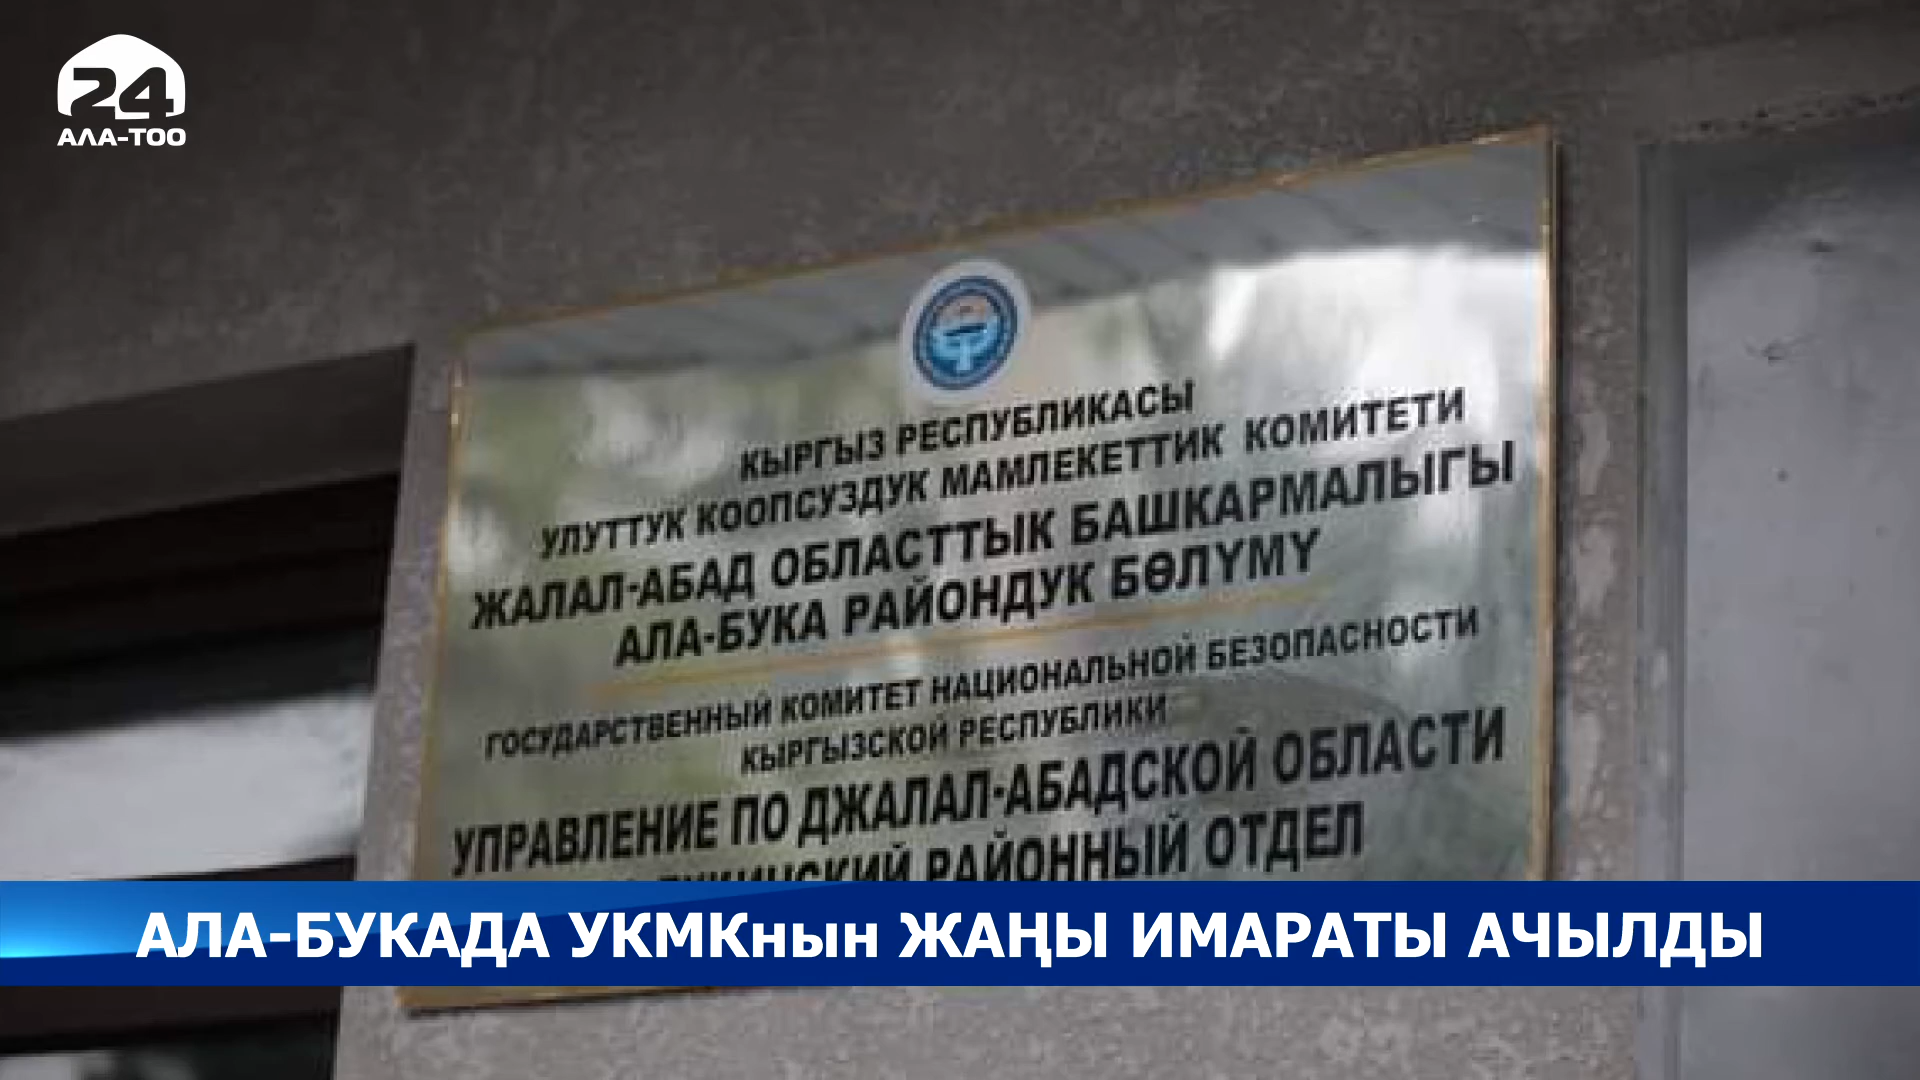 24
АЛА-ТОО
КЫРГЫЗ РЕСПУБЛИКАСЫ
УЛУТТУК КООПСУЗДУК МАМЛЕКЕТТИК КОМИТЕТИ
ЖАЛАЛ-АБАД ОБЛАСТТЫК БАШКАРМАЛЫГЫ
АЛА-БУКА РАЙОНДУК БӨЛҮМҮ
ГОСУДАРСТВЕННЫЙ КОМИТЕТ НАЦИОНАЛЬНОЙ БЕЗОПАСНОСТИ
КЫРГЫЗСКОЙ РЕСПУБЛИКИ
УПРАВЛЕНИЕ ПО ДЖАЛАЛ-АБАДСКОЙ ОБЛАСТИ
РАЙОННЫЙ ОТДЕЛ
АЛА-БУКАДА УКМКнын ЖАҢЫ ИМАРАТЫ АЧЫЛДЫ